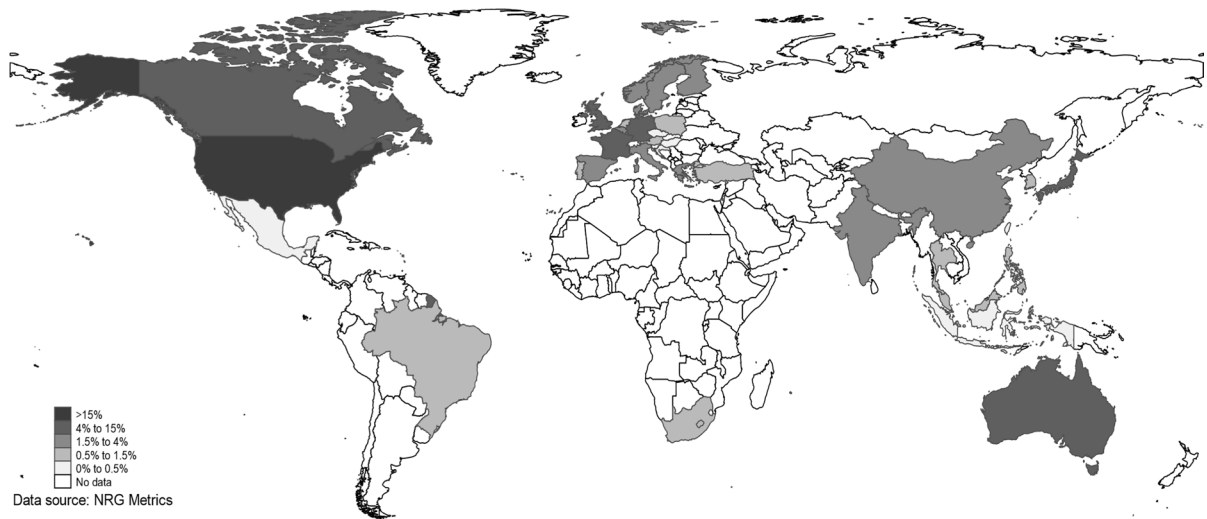 >15%
4% to 15%
1.5% to 4%
0.5% to 1.5%
0% to 0.5%
No data
Data source: NRG Metrics